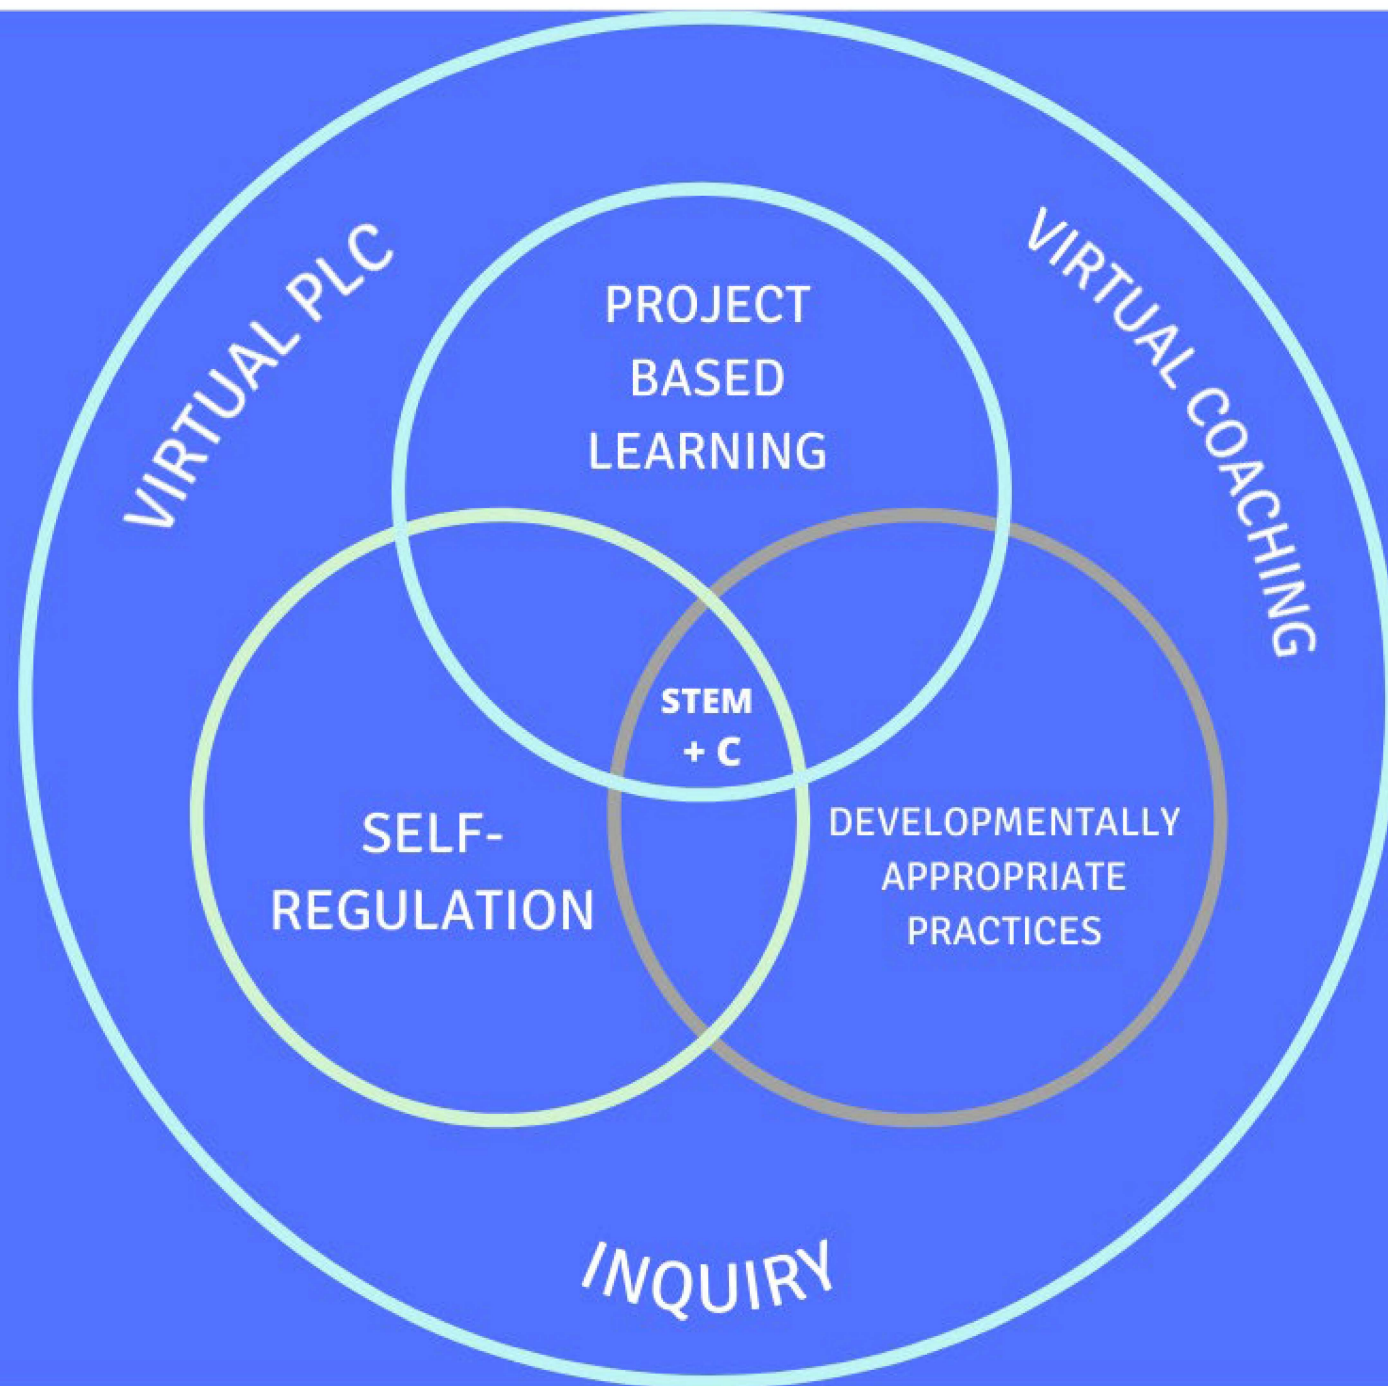 VIRTUAL PLC
VIRTUAL COACHING
PROJECT
BASED
LEARNING
STEM
+ C
SELF-
REGULATION
DEVELOPMENTALLY
APPROPRIATE
PRACTICES
INQUIRY